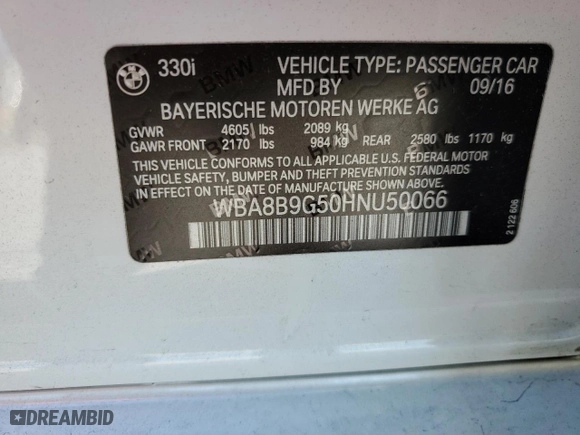 330i VEHICLE TYPE: PASSENGER CAR
MFD BY 09/16
BAYERISCHE MOTOREN WERKE AG
GVWR 4605 lbs 2089 kg
GAWR FRONT 2170 lbs 984 kg REAR 2580 lbs 1170 kg
THIS VEHICLE CONFORMS TO ALL APPLICABLE U.S. FEDERAL MOTOR
VEHICLE SAFETY, BUMPER AND THEFT PREVENTION STANDARDS
IN EFFECT ON THE DATE OF MANUFACTURE SHOWN ABOVE.
WBA8B9G50HNU50066
2 122 606
DREAMBID